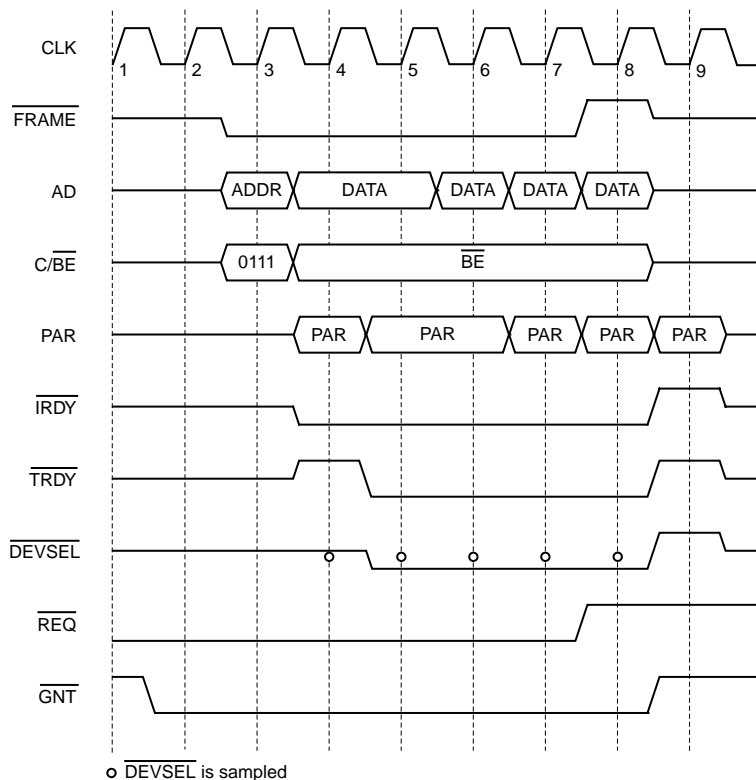 CLK
1 2 3 4 5 6 7 8 9
FRAME
AD ADDR DATA DATA DATA DATA
C/BE 0111 BE
PAR PAR PAR PAR PAR PAR
IRDY
TRDY
DEVSEL
REQ
GNT
DEVSEL is sampled